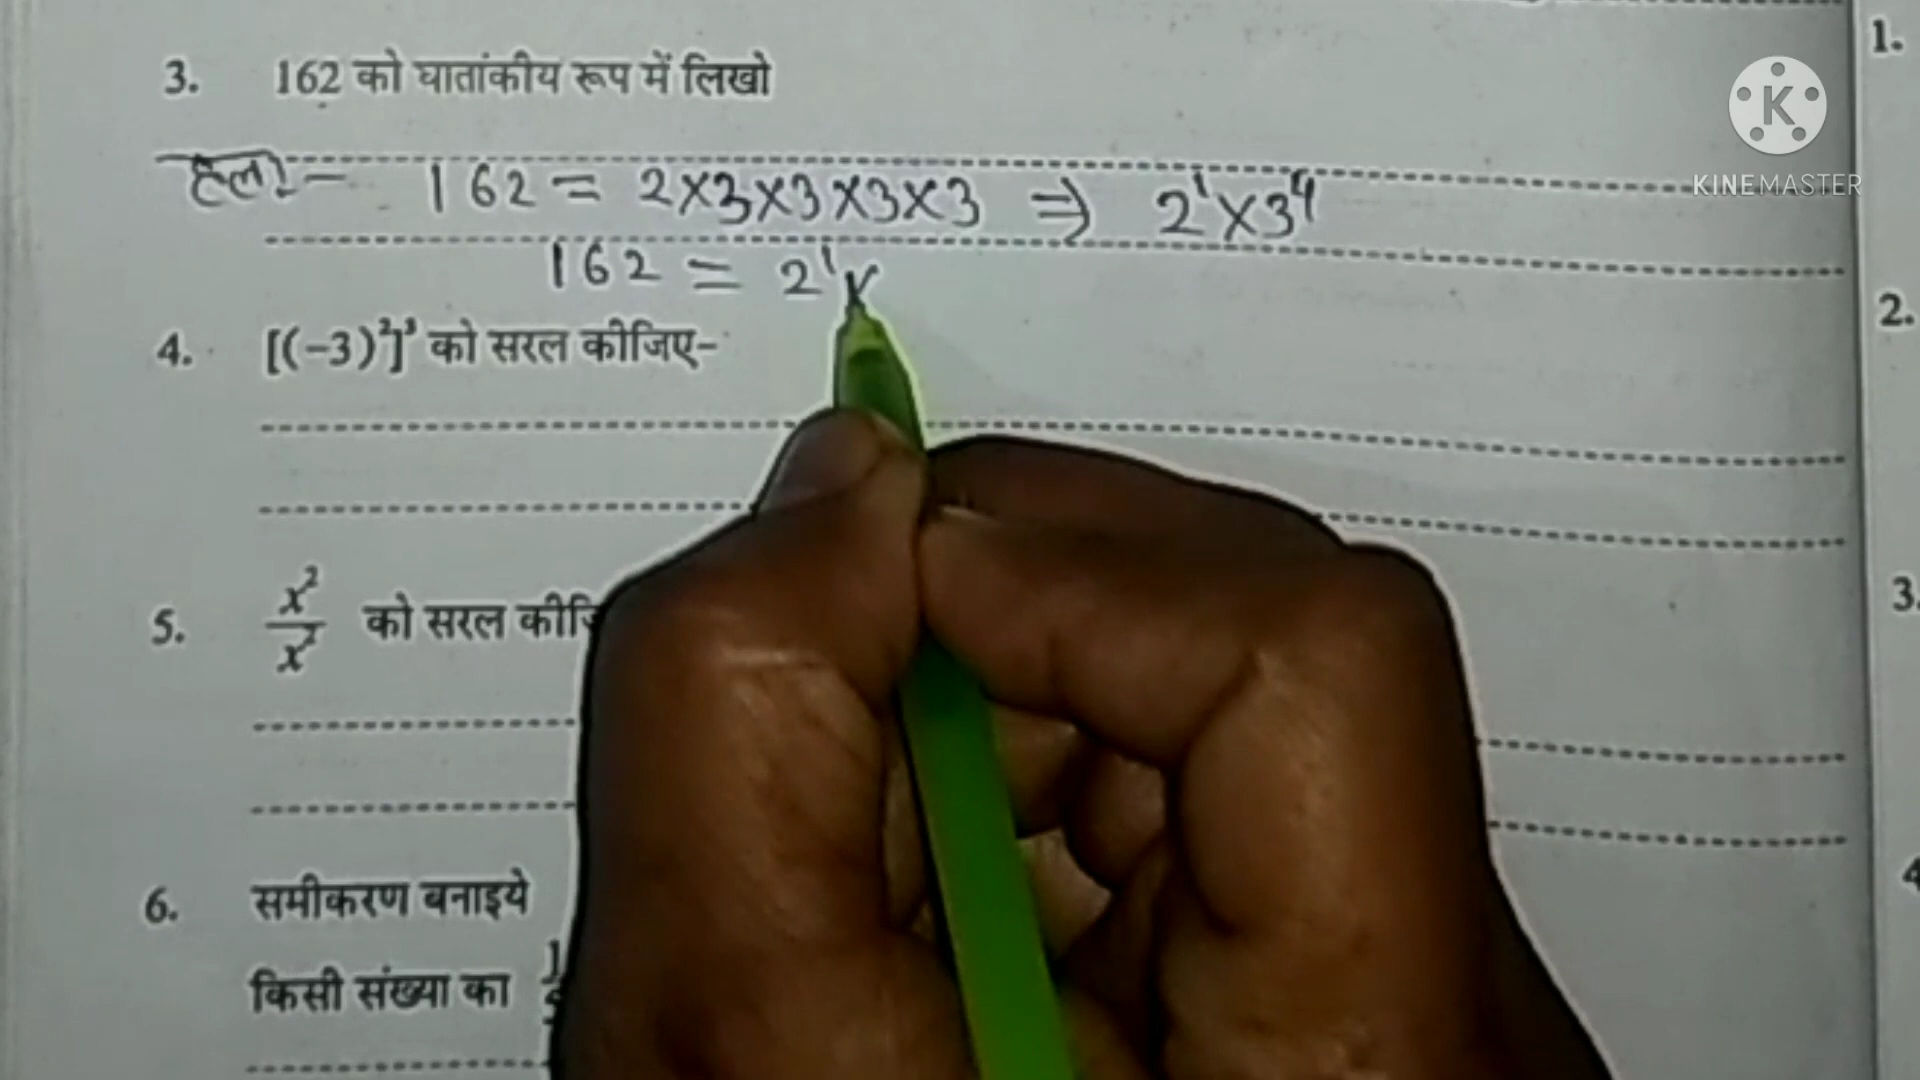 3. 162 को घातांकीय रूप में लिखो
हल:- 162 = 2×3×3×3×3 ⇒ 2¹×3⁴
162 = 2¹×
4. [(-3)²]³ को सरल कीजिए-
5. x²/x² को सरल कीजि
6. समीकरण बनाइये
किसी संख्या का
1.
2.
3.
4
K
KINEMASTER